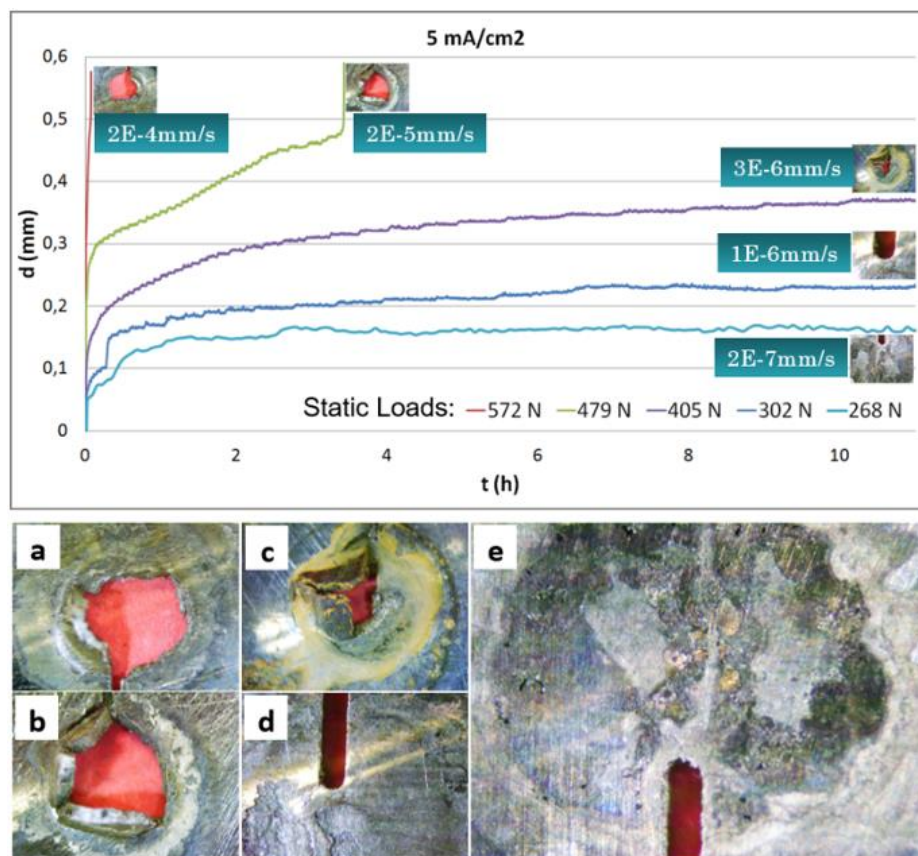 5 mA/cm2
0,6
0,5
0,4
0,3
0,2
0,1
0
d (mm)
2E-4mm/s
2E-5mm/s
3E-6mm/s
1E-6mm/s
2E-7mm/s
Static Loads: 572 N 479 N 405 N 302 N 268 N
0 2 4 6 8 10
t (h)
a
b
c
d
e